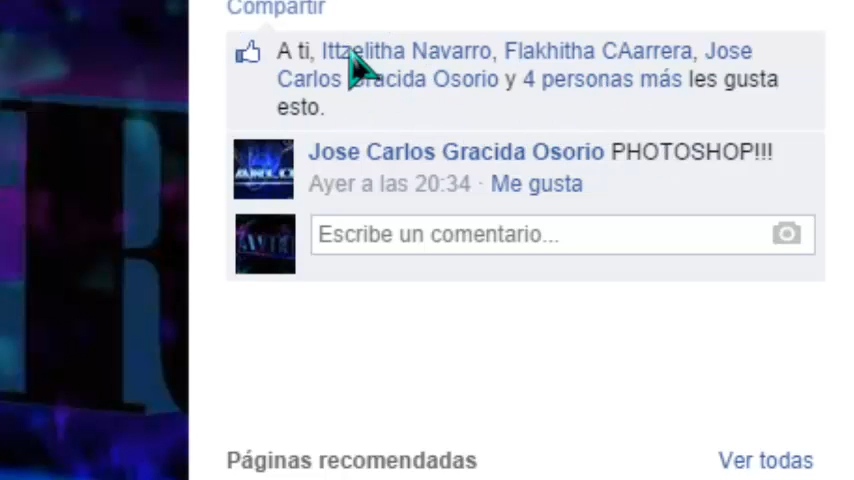 Compartir
A ti, Ittzelitha Navarro, Flakhitha CAarrera, Jose
Carlos Gracida Osorio y 4 personas más les gusta
esto.
Jose Carlos Gracida Osorio PHOTOSHOP!!!
Ayer a las 20:34 · Me gusta
Escribe un comentario...
Páginas recomendadas
Ver todas